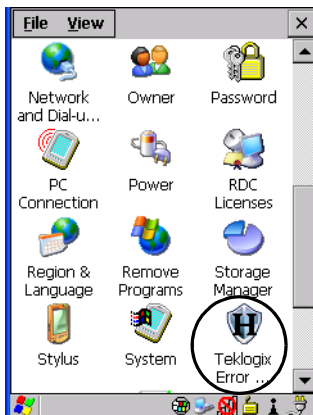 File View
Network and Dial-u...
Owner
Password
PC Connection
Power
RDC Licenses
Region & Language
Remove Programs
Storage Manager
Stylus
System
Teklogix Error ...
H